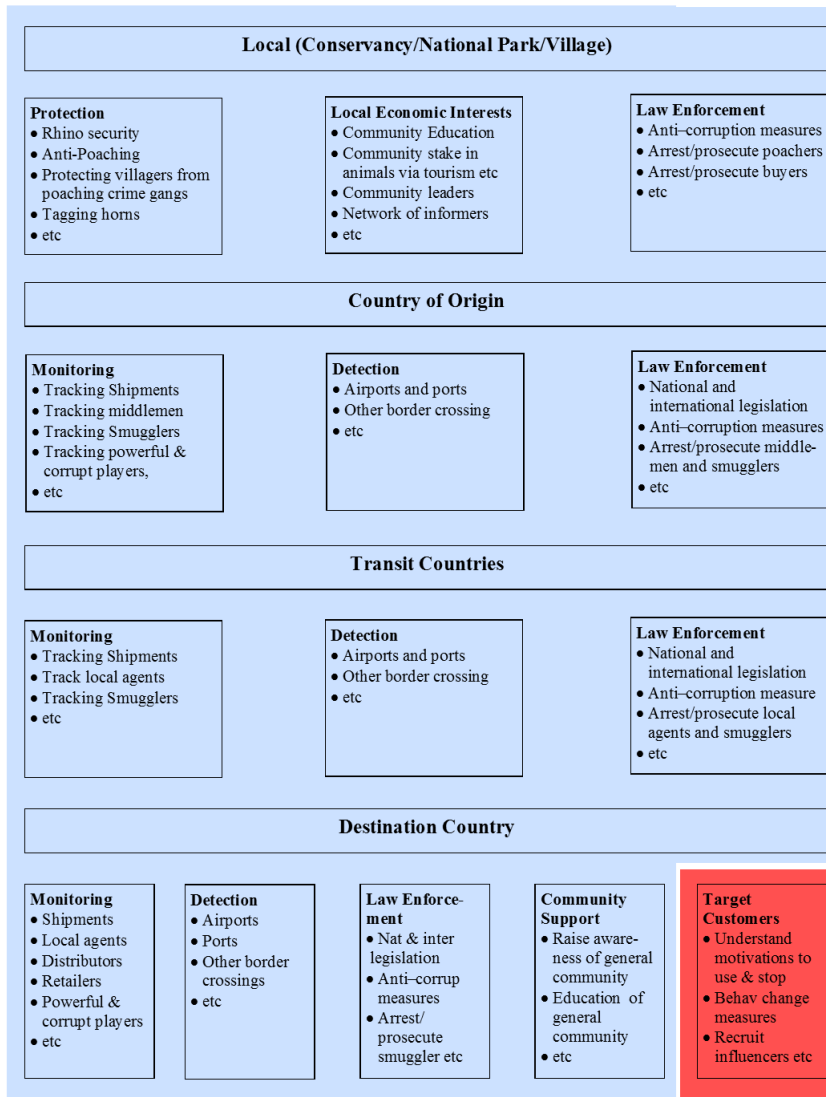 Local (Conservancy/National Park/Village)
Protection
● Rhino security
● Anti-Poaching
● Protecting villagers from
poaching crime gangs
● Tagging horns
● etc
Local Economic Interests
● Community Education
● Community stake in
animals via tourism etc
● Community leaders
● Network of informers
● etc
Law Enforcement
● Anti–corruption measures
● Arrest/prosecute poachers
● Arrest/prosecute buyers
● etc
Country of Origin
Monitoring
● Tracking Shipments
● Tracking middlemen
● Tracking Smugglers
● Tracking powerful &
corrupt players,
● etc
Detection
● Airports and ports
● Other border crossing
● etc
Law Enforcement
● National and
international legislation
● Anti–corruption measures
● Arrest/prosecute middle-
men and smugglers
● etc
Transit Countries
Monitoring
● Tracking Shipments
● Track local agents
● Tracking Smugglers
● etc
Detection
● Airports and ports
● Other border crossing
● etc
Law Enforcement
● National and
international legislation
● Anti–corruption measure
● Arrest/prosecute local
agents and smugglers
● etc
Destination Country
Monitoring
● Shipments
● Local agents
● Distributors
● Retailers
● Powerful &
corrupt players
● etc
Detection
● Airports
● Ports
● Other border
crossings
● etc
Law Enforce-
ment
● Nat & inter
legislation
● Anti–corrup
measures
● Arrest/
prosecute
smuggler etc
Community
Support
● Raise aware-
ness of general
community
● Education of
general
community
● etc
Target
Customers
● Understand
motivations to
use & stop
● Behav change
measures
● Recruit
influencers etc